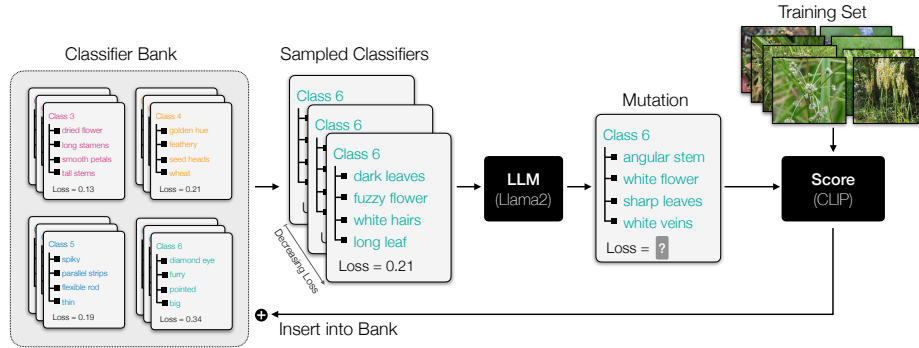 Training Set
Classifier Bank
Sampled Classifiers
Class 3
dried flower
long stamens
smooth petals
tall stems
Loss = 0.13
Class 4
golden hue
feathery
seed heads
wheat
Loss = 0.21
Class 5
spiky
parallel strips
flexible rod
thin
Loss = 0.19
Class 6
diamond eye
furry
pointed
big
Loss = 0.34
Class 6
Class 6
Class 6
dark leaves
fuzzy flower
white hairs
long leaf
Loss = 0.21
Decreasing Loss
LLM
(Llama2)
Mutation
Class 6
angular stem
white flower
sharp leaves
white veins
Loss = ?
Score
(CLIP)
Insert into Bank